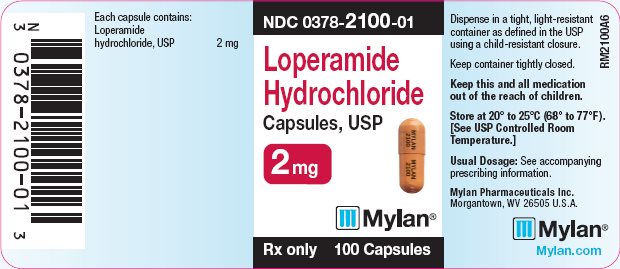 N
3 0378-2100-01 3
Each capsule contains:
Loperamide
hydrochloride, USP 2 mg
NDC 0378-2100-01
Loperamide
Hydrochloride
Capsules, USP
2 mg
MYLAN
2100
MYLAN
2100
Mylan®
Rx only 100 Capsules
Dispense in a tight, light-resistant
container as defined in the USP
using a child-resistant closure.
Keep container tightly closed.
Keep this and all medication
out of the reach of children.
Store at 20° to 25°C (68° to 77°F).
[See USP Controlled Room
Temperature.]
Usual Dosage: See accompanying
prescribing information.
Mylan Pharmaceuticals Inc.
Morgantown, WV 26505 U.S.A.
Mylan®
Mylan.com
RM2100A6